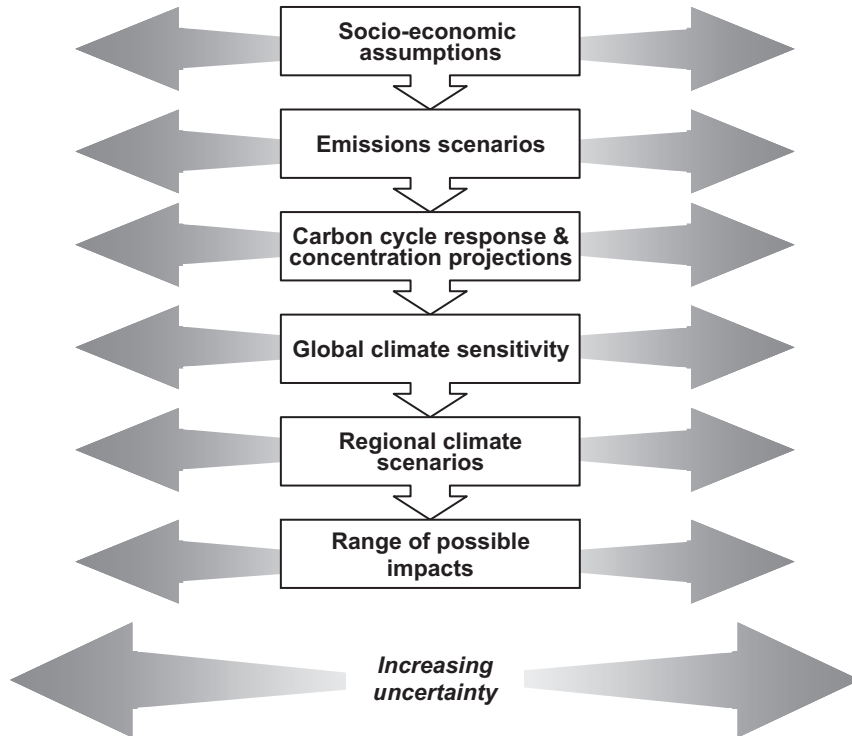 Socio-economic
assumptions
Emissions scenarios
Carbon cycle response &
concentration projections
Global climate sensitivity
Regional climate
scenarios
Range of possible
impacts
Increasing
uncertainty